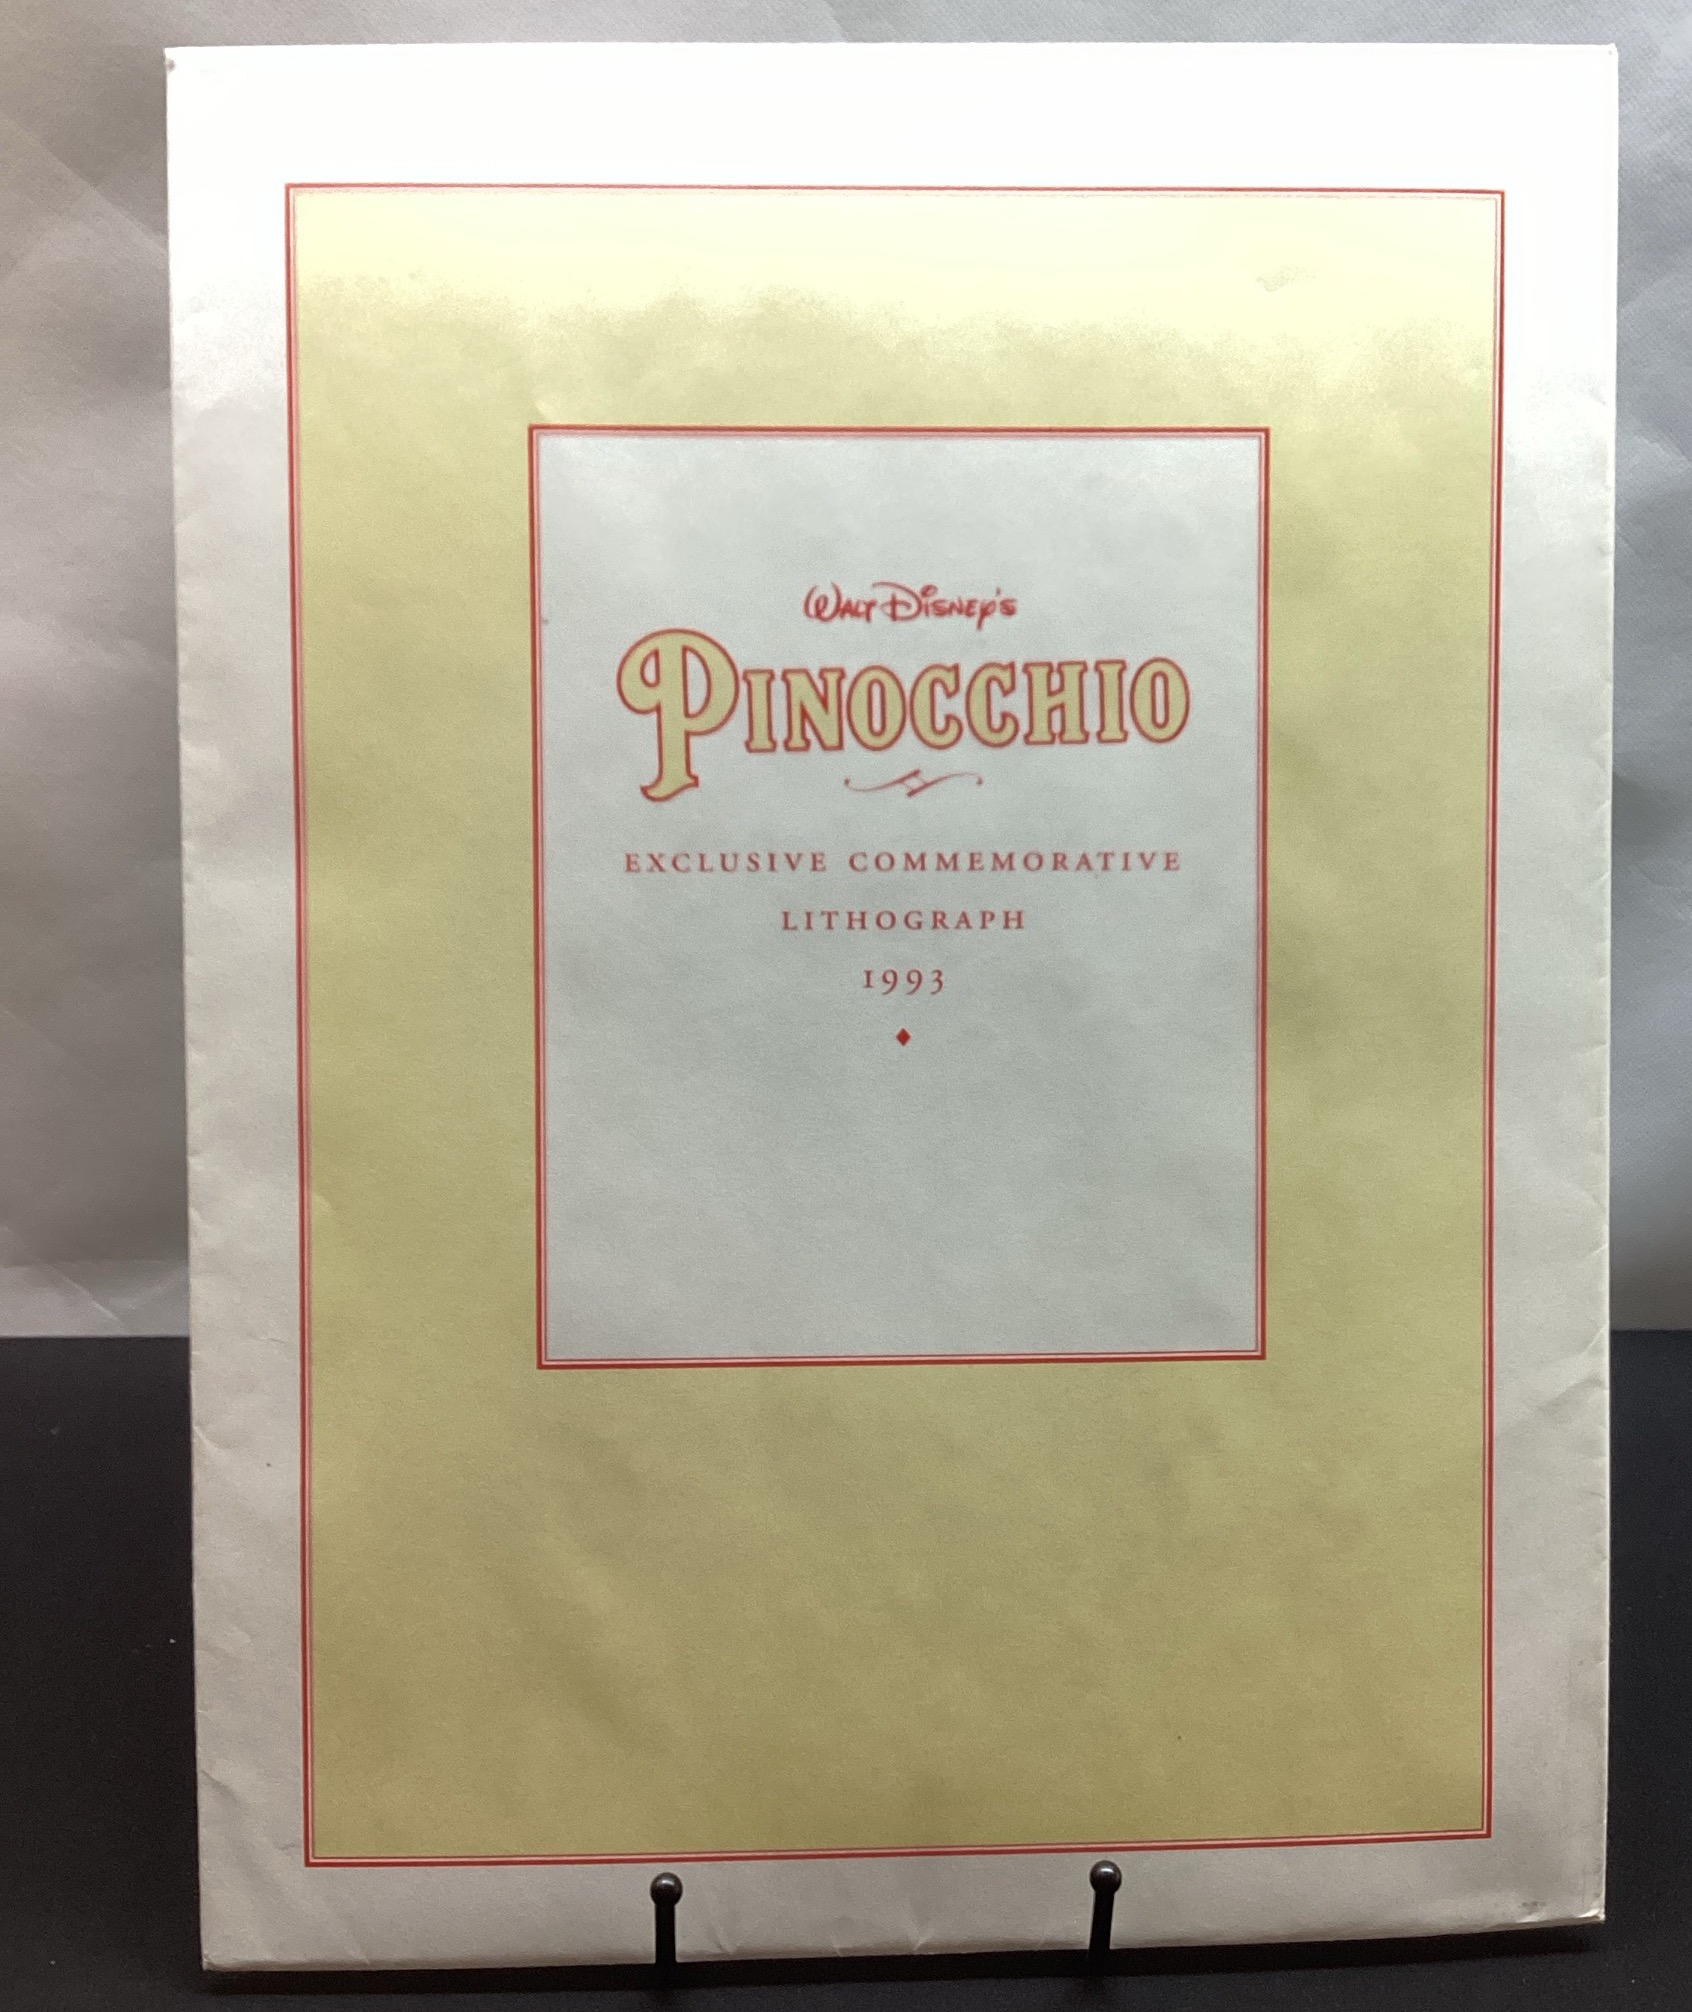 Walt Disney's
PINOCCHIO
EXCLUSIVE COMMEMORATIVE
LITHOGRAPH
1993